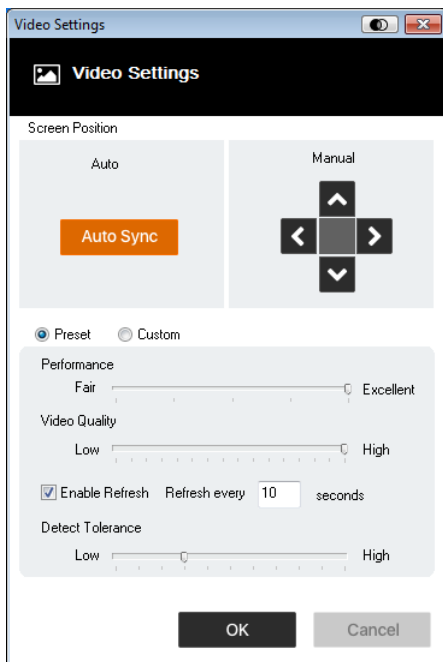 Video Settings
Video Settings
Screen Position
Auto
Manual
Auto Sync
Preset Custom
Performance
Fair Excellent
Video Quality
Low High
Enable Refresh Refresh every 10 seconds
Detect Tolerance
Low High
OK Cancel